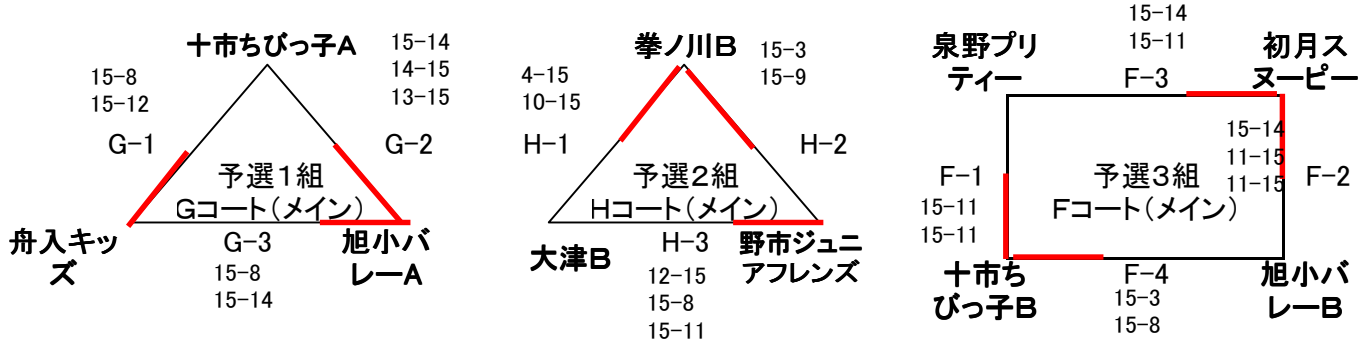 十市ちびっ子A
15-14
14-15
13-15
15-8
15-12
G-1
G-2
予選1組
Gコート(メイン)
舟入キッ
ズ
G-3
旭小バ
レーA
15-8
15-14
拳ノ川B
15-3
15-9
4-15
10-15
H-1
H-2
予選2組
Hコート(メイン)
大津B
H-3
野市ジュニ
アフレンズ
12-15
15-8
15-11
15-14
15-11
泉野プリ
ティー
F-3
初月ス
ヌーピー
15-14
11-15
11-15
F-1
F-2
15-11
15-11
予選3組
Fコート(メイン)
十市ち
びっ子B
F-4
旭小バ
レーB
15-3
15-8